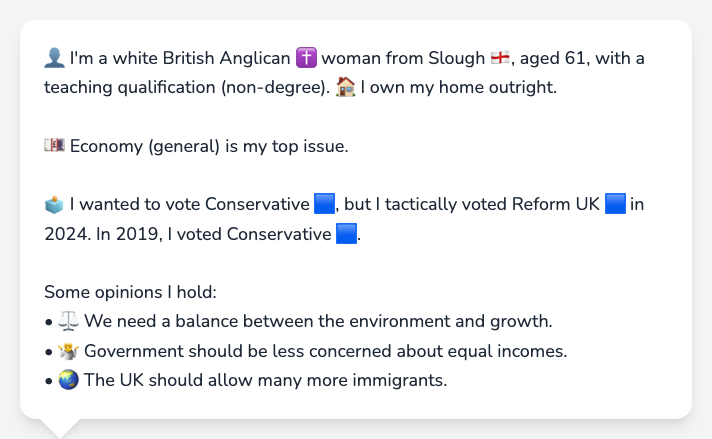 👤 I'm a white British Anglican ✝️ woman from Slough 🏴󠁧󠁢󠁥󠁮󠁧󠁿, aged 61, with a
teaching qualification (non-degree). 🏠 I own my home outright.
💷 Economy (general) is my top issue.
🗳️ I wanted to vote Conservative 🟦, but I tactically voted Reform UK 🟦 in
2024. In 2019, I voted Conservative 🟦.
Some opinions I hold:
• ⚖️ We need a balance between the environment and growth.
• 🤷 Government should be less concerned about equal incomes.
• 🌏 The UK should allow many more immigrants.